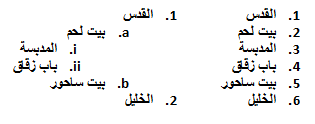 1. القدس
2. بيت لحم
3. المدبسة
4. باب زقاق
5. بيت ساحور
6. الخليل
1. القدس
a. بيت لحم
i. المدبسة
ii. باب زقاق
b. بيت ساحور
2. الخليل